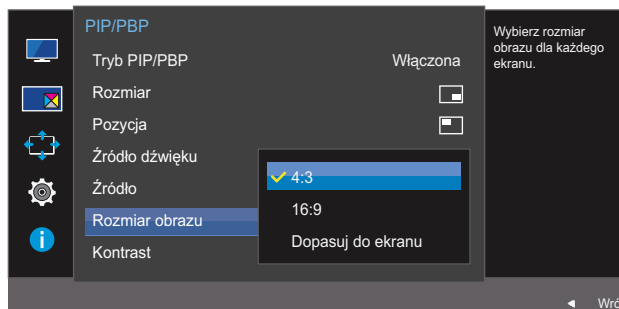 PIP/PBP
Tryb PIP/PBP Włączona
Rozmiar
Pozycja
Źródło dźwięku
Źródło
Rozmiar obrazu
Kontrast
4:3
16:9
Dopasuj do ekranu
Wybierz rozmiar
obrazu dla każdego
ekranu.